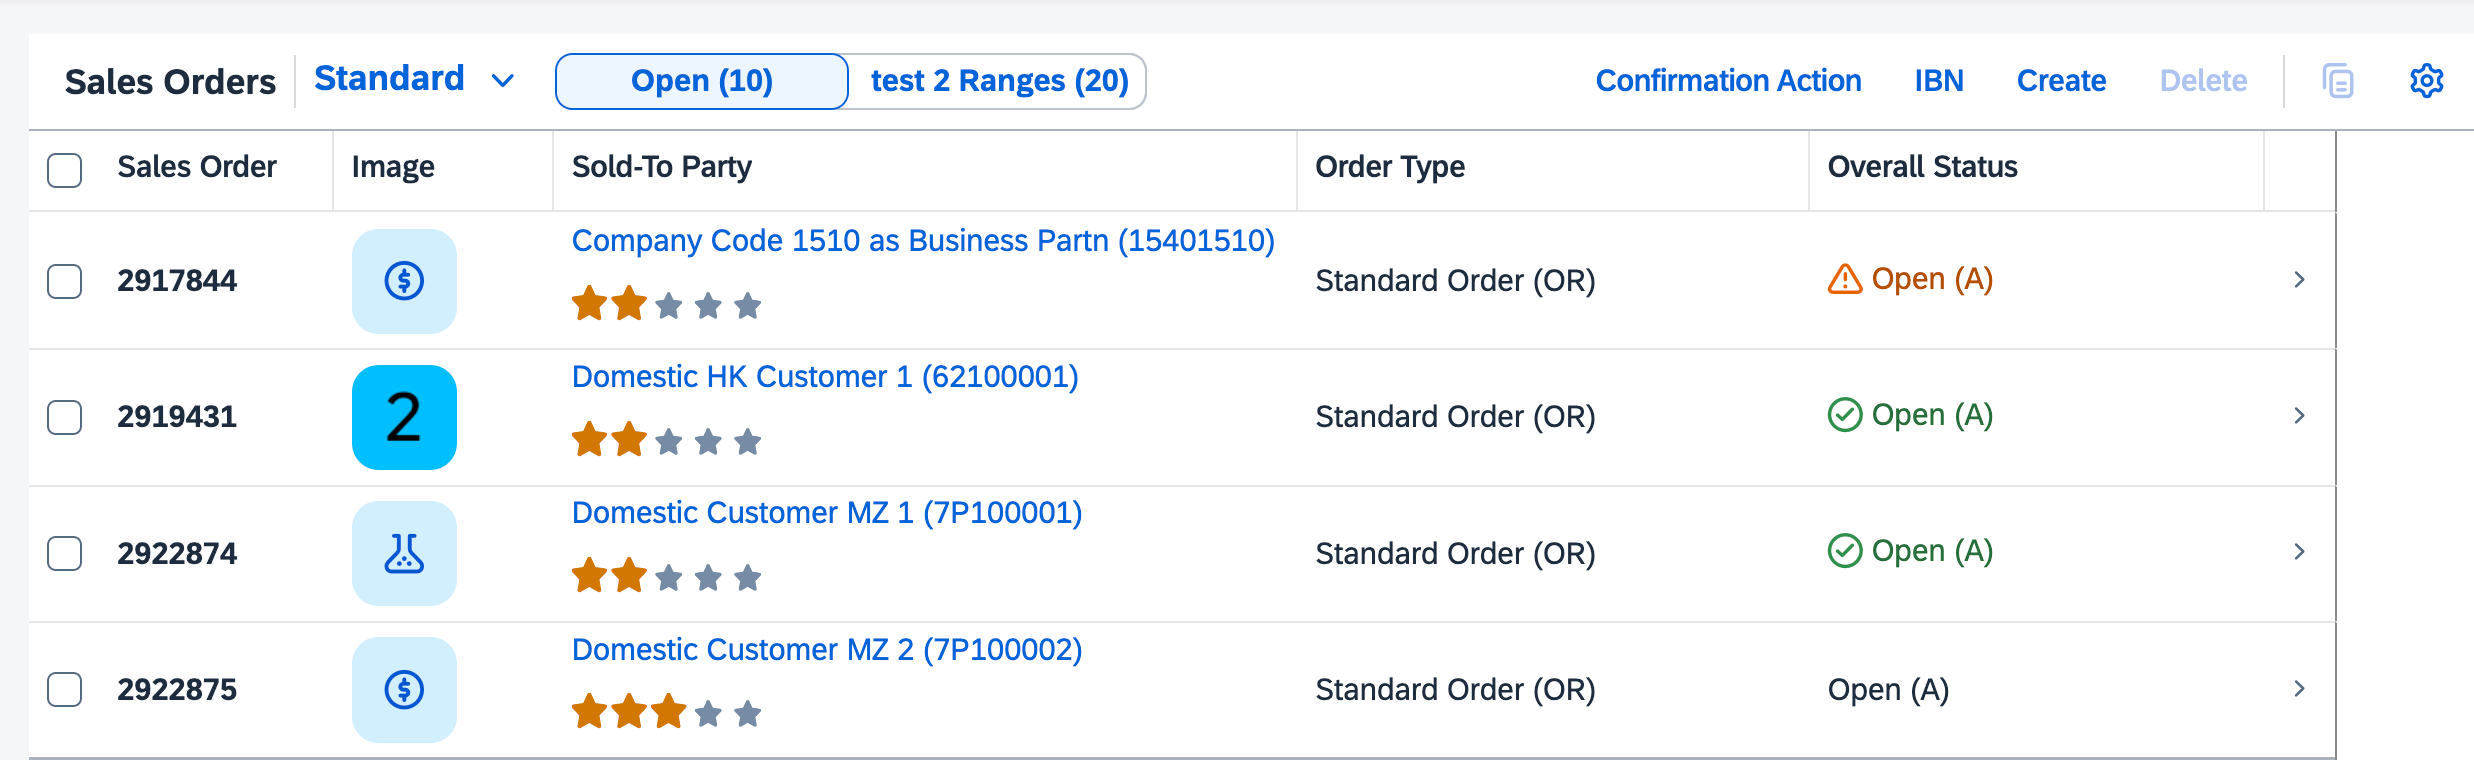 Sales Orders Standard Open (10) test 2 Ranges (20) Confirmation Action IBN Create Delete
Sales Order Image Sold-To Party Order Type Overall Status
Company Code 1510 as Business Partn (15401510)
2917844 Standard Order (OR) Open (A)
Domestic HK Customer 1 (62100001)
2919431 2 Standard Order (OR) Open (A)
Domestic Customer MZ 1 (7P100001)
2922874 Standard Order (OR) Open (A)
Domestic Customer MZ 2 (7P100002)
2922875 Standard Order (OR) Open (A)